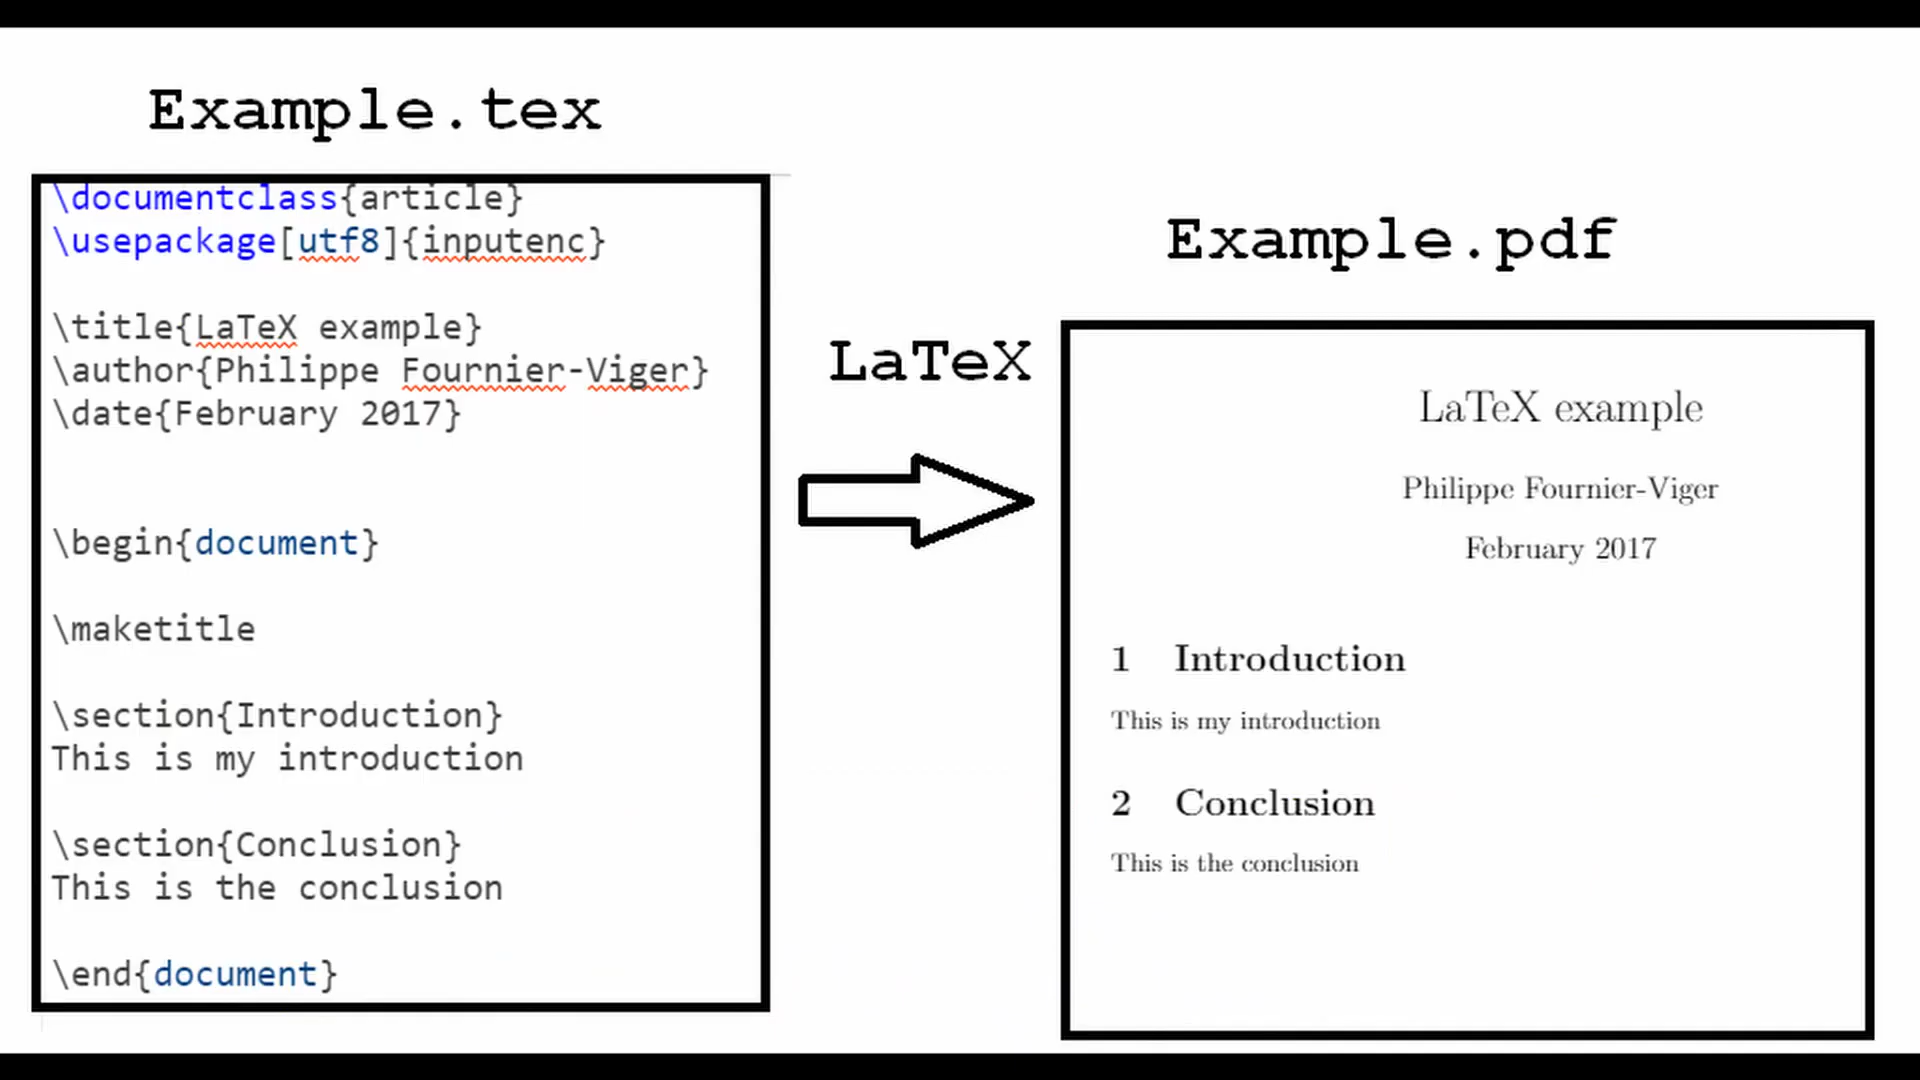 Example.tex
\documentclass{article}
\usepackage[utf8]{inputenc}
\title{LaTeX example}
\author{Philippe Fournier-Viger}
\date{February 2017}
\begin{document}
\maketitle
\section{Introduction}
This is my introduction
\section{Conclusion}
This is the conclusion
\end{document}
LaTeX
Example.pdf
LaTeX example
Philippe Fournier-Viger
February 2017
1 Introduction
This is my introduction
2 Conclusion
This is the conclusion